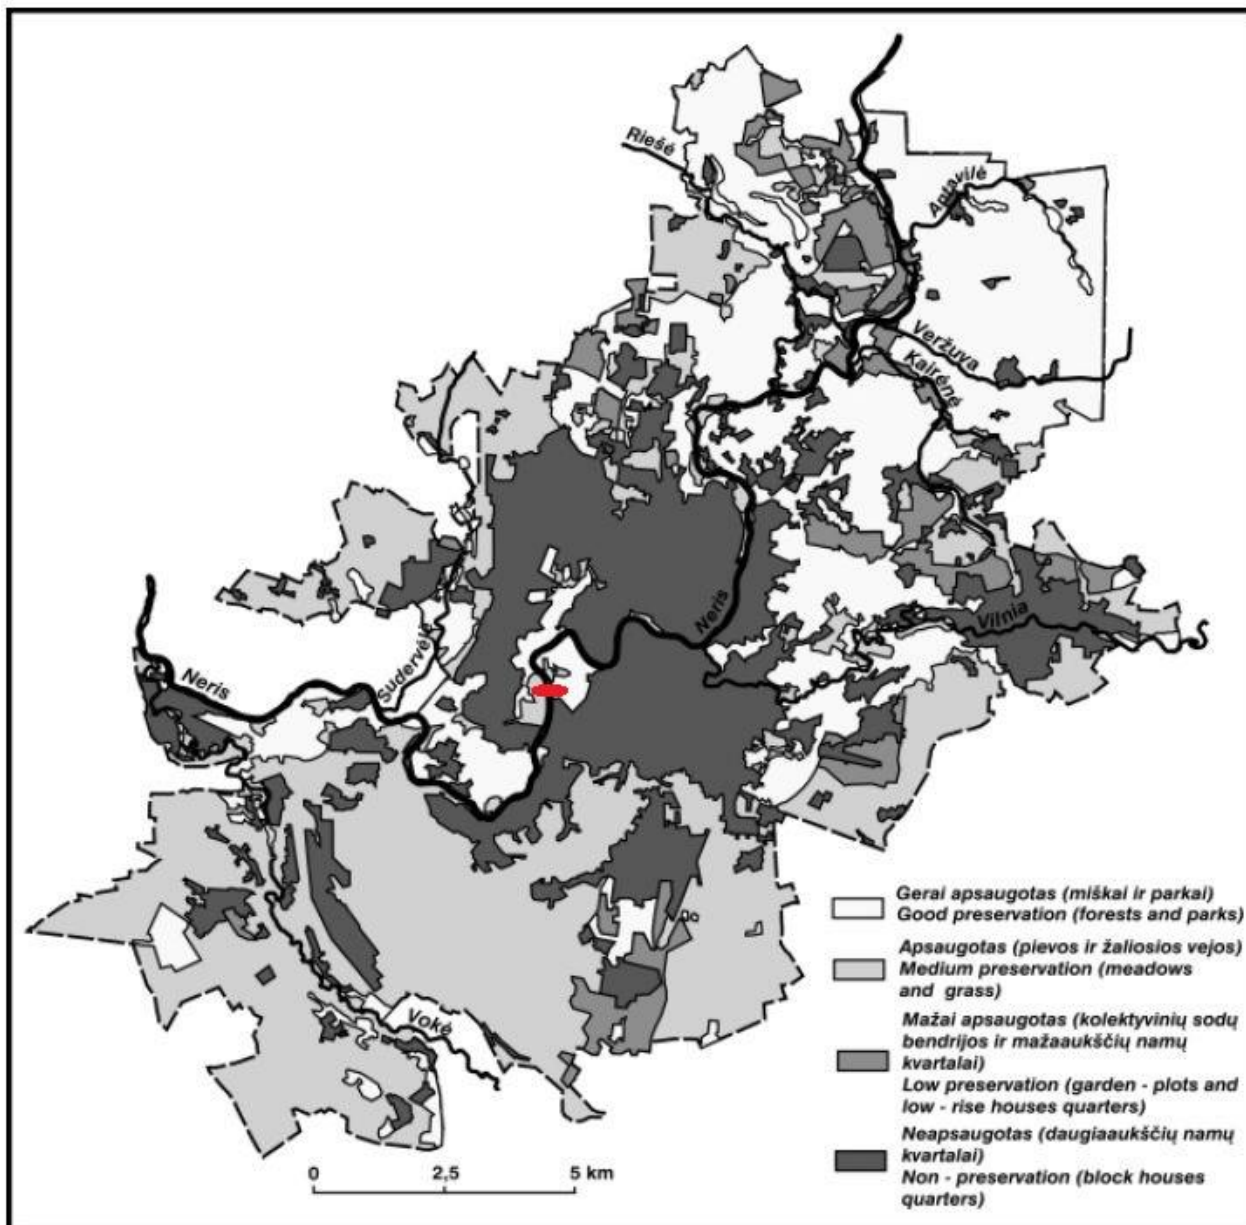 Riešė
Antavilė
Veržuva
Kairėnė
Neris
Vilnia
Sudervėlė
Neris
Vokė
Gerai apsaugotas (miškai ir parkai)
Good preservation (forests and parks)
Apsaugotas (pievos ir žaliosios vejos)
Medium preservation (meadows
and grass)
Mažai apsaugotas (kolektyvinių sodų
bendrijos ir mažaaukščių namų
kvartalai)
Low preservation (garden - plots and
low - rise houses quarters)
Neapsaugotas (daugiaaukščių namų
kvartalai)
Non - preservation (block houses
quarters)
0 2,5 5 km